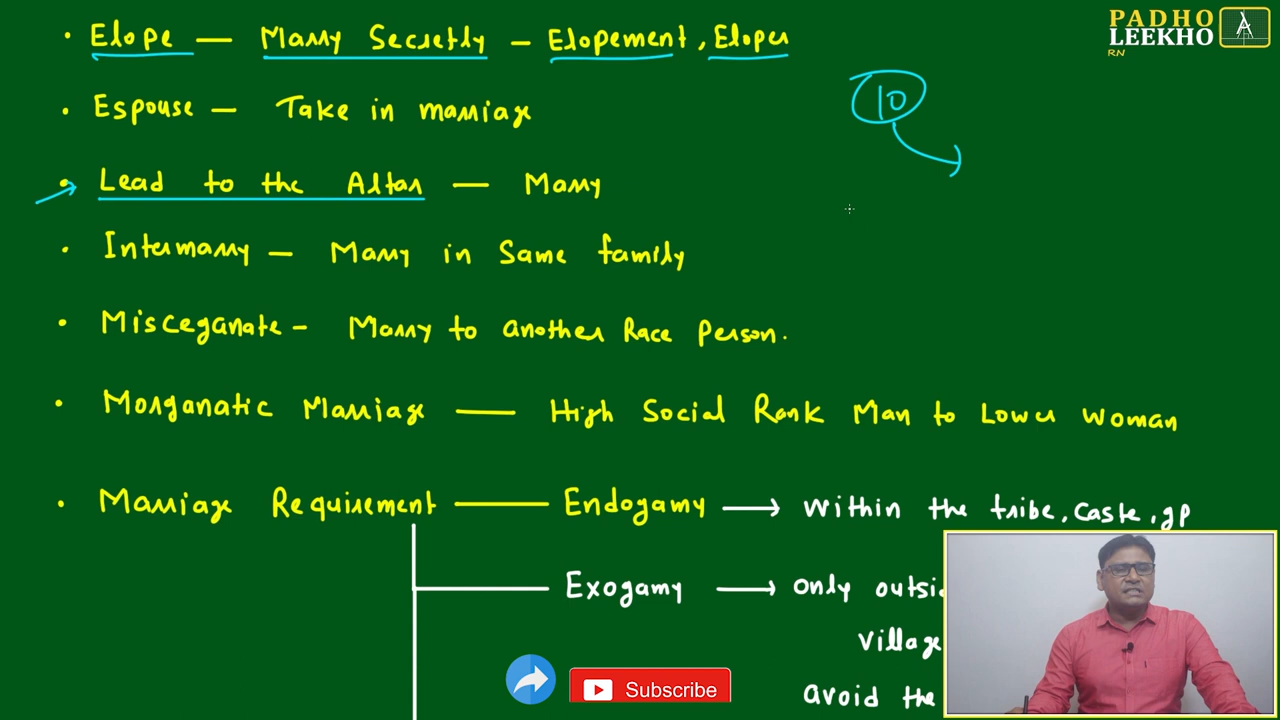 PADHO
LEEKHO
RN
• Elope — Marry Secretly – Elopement, Eloper
10
• Espouse — Take in marriage
• Lead to the Altar — Marry
• Intermarry — Marry in Same family
• Misceganate – Marry to another Race Person.
• Morganatic Marriage — High Social Rank Man to Lower Woman
• Marriage Requirement — Endogamy → Within the tribe, Caste, gp
Exogamy → only outsi
Village
avoid the
Subscribe